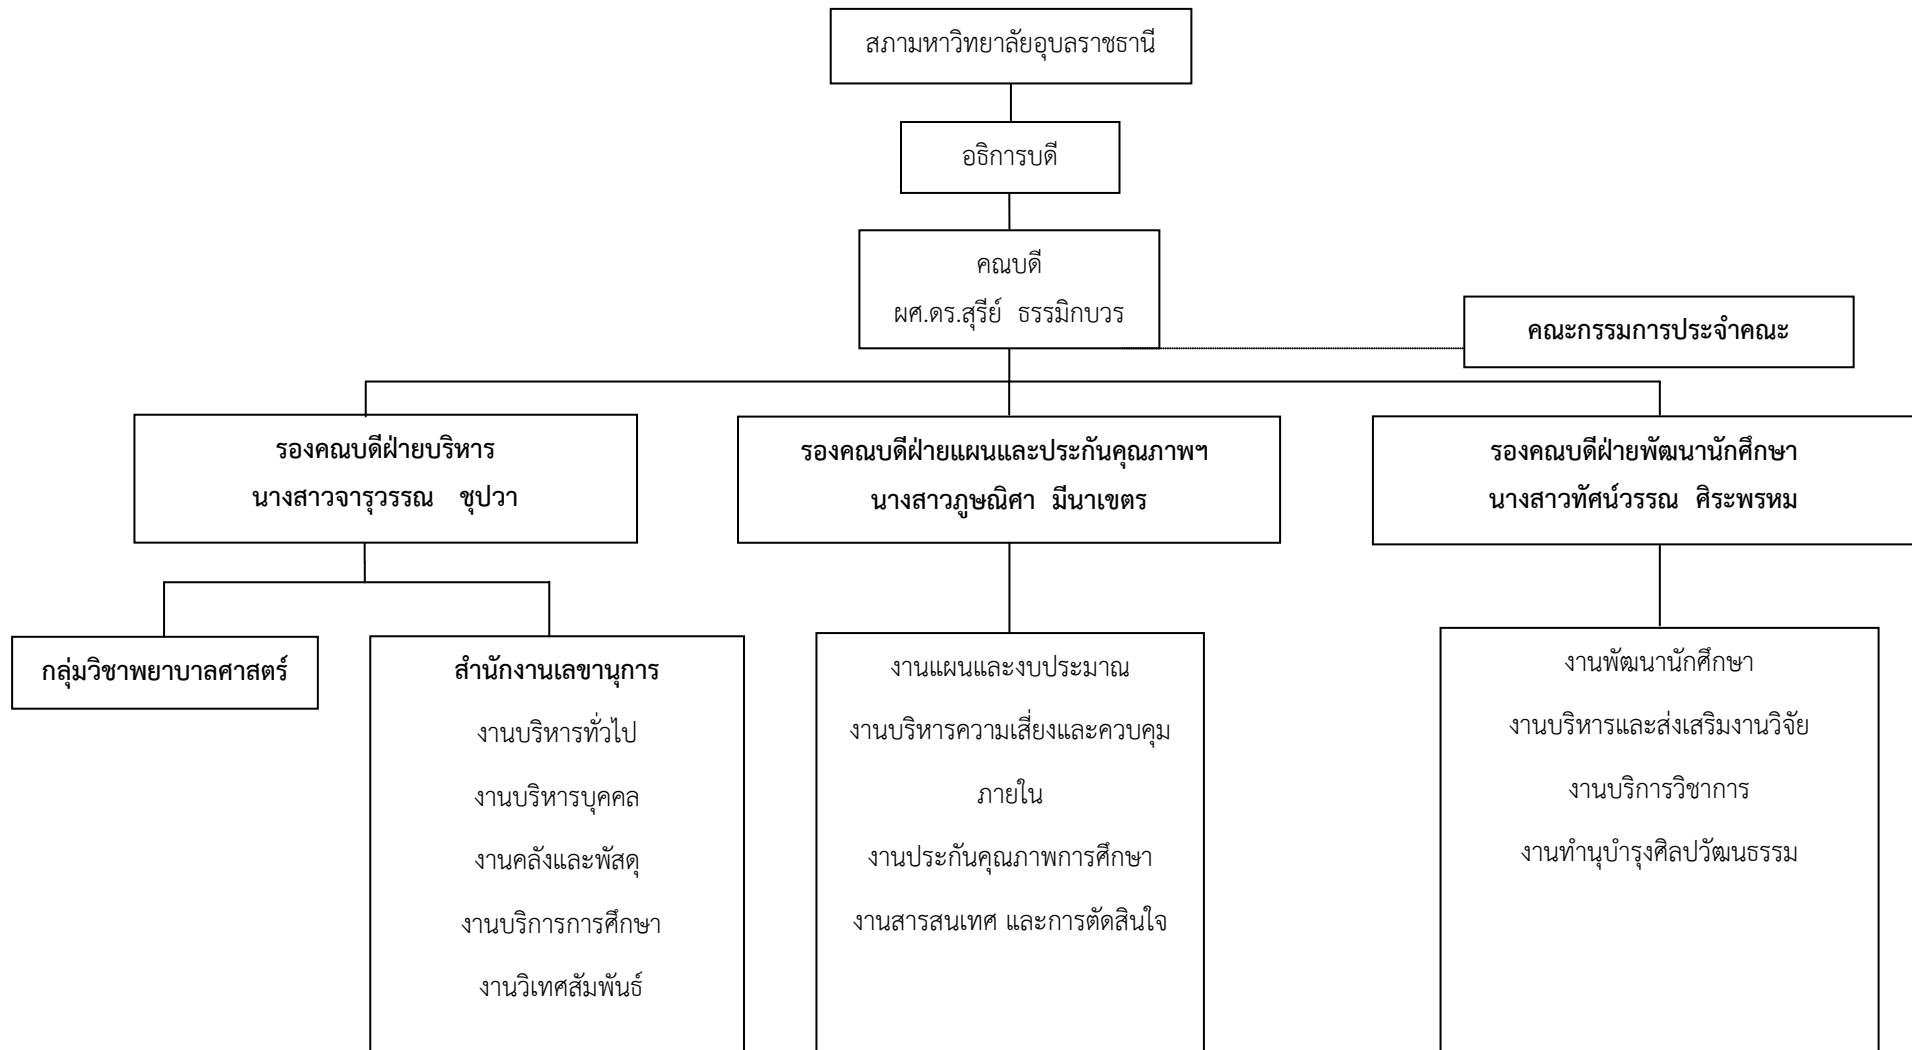 สภามหาวิทยาลัยอุบลราชธานี
อธิการบดี
คณบดี
ผศ.ดร.สุรีย์ ธรรมิกบวร
คณะกรรมการประจำคณะ
รองคณบดีฝ่ายบริหาร
นางสาวจารุวรรณ ชุปวา
รองคณบดีฝ่ายแผนและประกันคุณภาพฯ
นางสาวภูษณิศา มีนาเขตร
รองคณบดีฝ่ายพัฒนานักศึกษา
นางสาวทัศน์วรรณ ศิระพรหม
กลุ่มวิชาพยาบาลศาสตร์
สำนักงานเลขานุการ
งานบริหารทั่วไป
งานบริหารบุคคล
งานคลังและพัสดุ
งานบริการการศึกษา
งานวิเทศสัมพันธ์
งานแผนและงบประมาณ
งานบริหารความเสี่ยงและควบคุม
ภายใน
งานประกันคุณภาพการศึกษา
งานสารสนเทศ และการตัดสินใจ
งานพัฒนานักศึกษา
งานบริหารและส่งเสริมงานวิจัย
งานบริการวิชาการ
งานทำนุบำรุงศิลปวัฒนธรรม